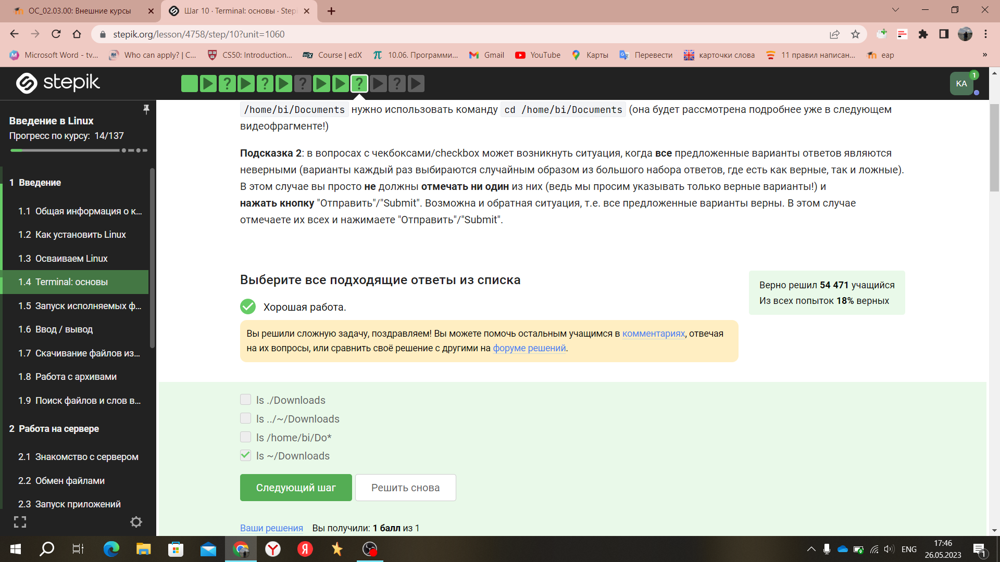 ОС_02.03.00: Внешние курсы
Шаг 10 · Terminal: основы · Step
stepik.org/lesson/4758/step/10?unit=1060
Microsoft Word - tv...
Who can apply? | C...
CS50: Introduction...
edX
Course | edX
10.06. Программи...
Gmail
YouTube
Карты
Перевести
карточки слова
11 правил написан...
eap
»
stepik
? ? ? ? ?
KA
1
Введение в Linux
Прогресс по курсу: 14/137
1 Введение
1.1 Общая информация о к...
1.2 Как установить Linux
1.3 Осваиваем Linux
1.4 Terminal: основы
1.5 Запуск исполняемых ф...
1.6 Ввод / вывод
1.7 Скачивание файлов из...
1.8 Работа с архивами
1.9 Поиск файлов и слов в...
2 Работа на сервере
2.1 Знакомство с сервером
2.2 Обмен файлами
2.3 Запуск приложений
/home/bi/Documents нужно использовать команду cd /home/bi/Documents (она будет рассмотрена подробнее уже в следующем
видеофрагменте!)
Подсказка 2: в вопросах с чекбоксами/checkbox может возникнуть ситуация, когда все предложенные варианты ответов являются
неверными (варианты каждый раз выбираются случайным образом из большого набора ответов, где есть как верные, так и ложные).
В этом случае вы просто не должны отмечать ни один из них (ведь мы просим указывать только верные варианты!) и
нажать кнопку "Отправить"/"Submit". Возможна и обратная ситуация, т.е. все предложенные варианты верны. В этом случае
отмечаете их всех и нажимаете "Отправить"/"Submit".
Выберите все подходящие ответы из списка
Хорошая работа.
Верно решил 54 471 учащийся
Из всех попыток 18% верных
Вы решили сложную задачу, поздравляем! Вы можете помочь остальным учащимся в комментариях, отвечая
на их вопросы, или сравнить своё решение с другими на форуме решений.
ls ./Downloads
ls ../~/Downloads
ls /home/bi/Do*
ls ~/Downloads
Следующий шаг
Решить снова
Ваши решения Вы получили: 1 балл из 1
Y
Я
ENG
17:46
26.05.2023
1